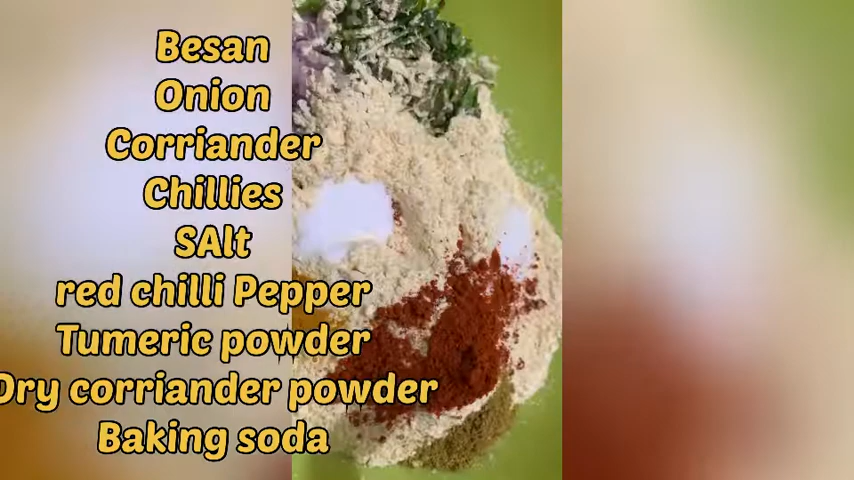 Besan
Onion
Corriander
Chillies
SAlt
red chilli Pepper
Tumeric powder
Dry corriander powder
Baking soda